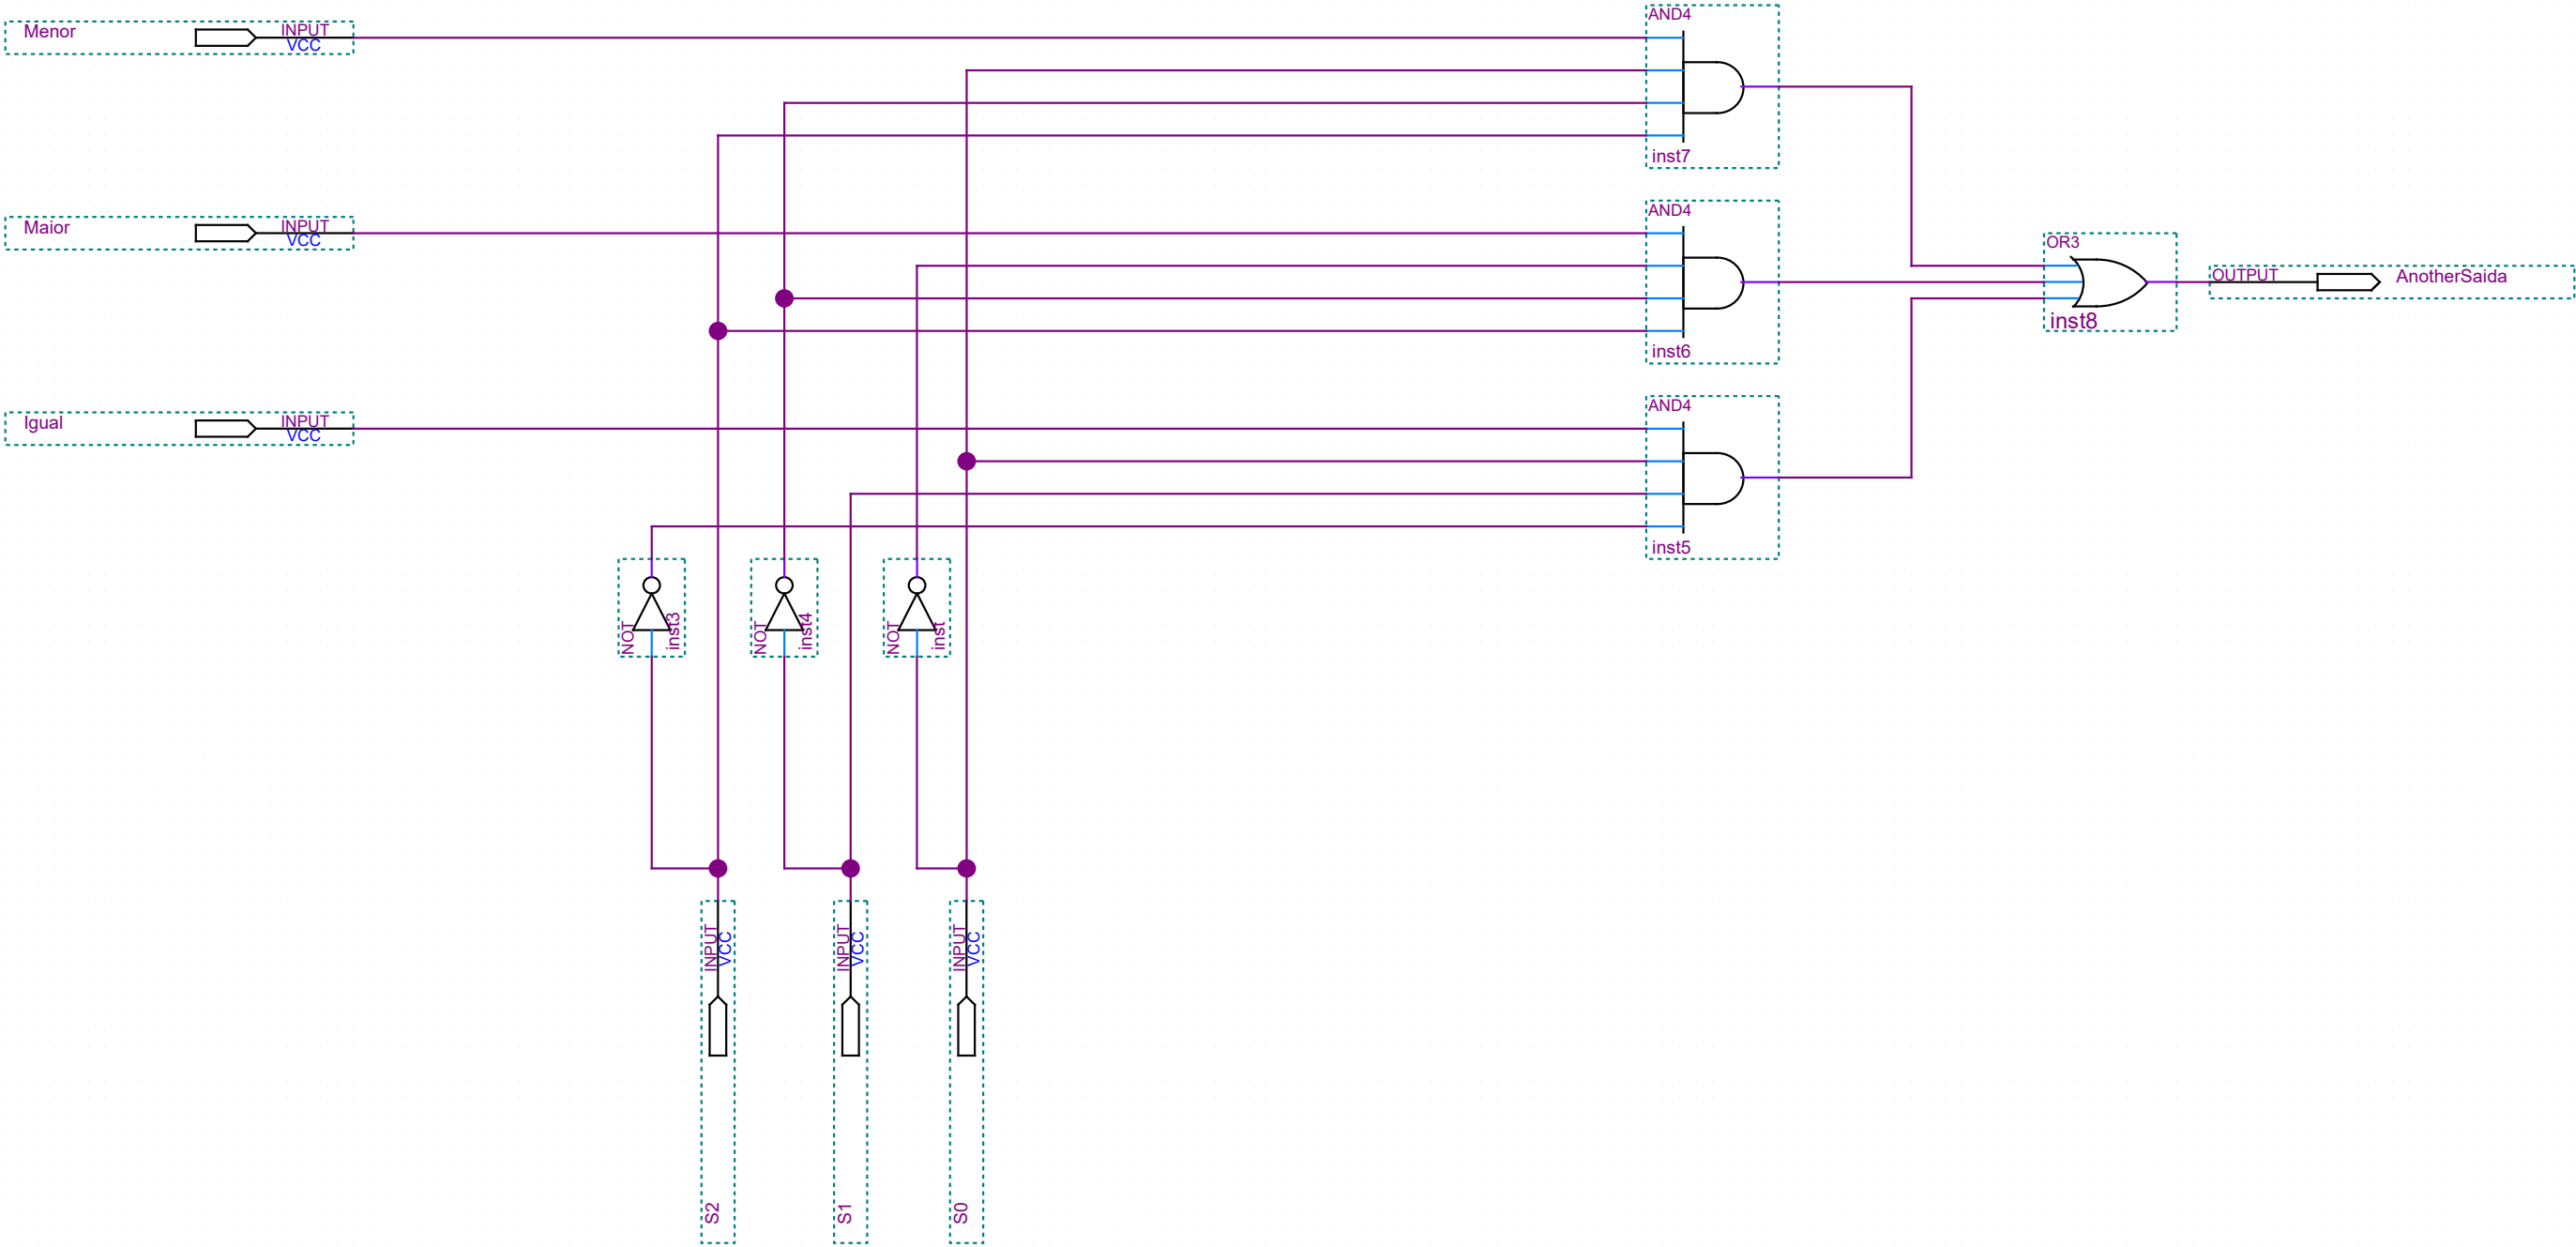 Menor
INPUT
VCC
AND4
inst7
Maior
INPUT
VCC
AND4
inst6
OR3
inst8
OUTPUT
AnotherSaida
Igual
INPUT
VCC
AND4
inst5
NOT
inst3
NOT
inst4
NOT
inst
INPUT
VCC
S2
INPUT
VCC
S1
INPUT
VCC
S0